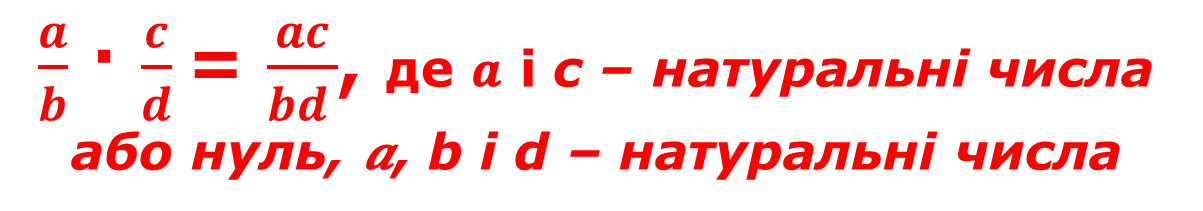 a/b · c/d = ac/bd, де a і c – натуральні числа
або нуль, a, b і d – натуральні числа